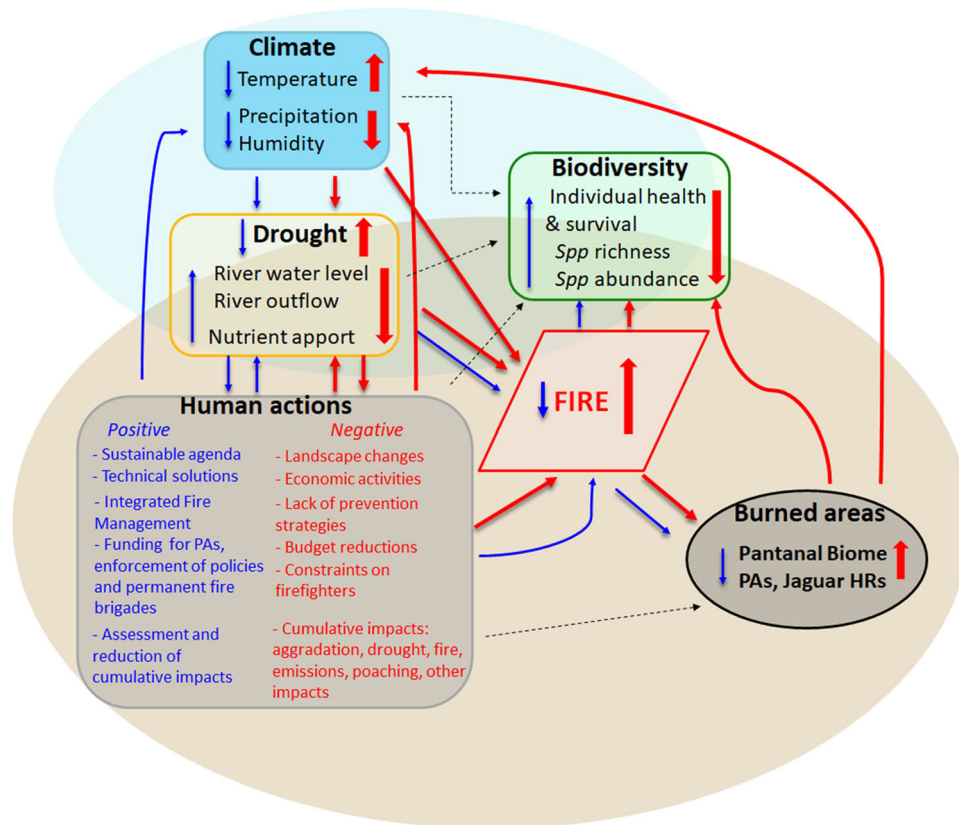 Climate
Temperature
Precipitation
Humidity
Biodiversity
Individual health
& survival
Spp richness
Spp abundance
Drought
River water level
River outflow
Nutrient apport
FIRE
Human actions
Positive
- Sustainable agenda
- Technical solutions
- Integrated Fire
Management
- Funding for PAs,
enforcement of policies
and permanent fire
brigades
- Assessment and
reduction of
cumulative impacts
Negative
- Landscape changes
- Economic activities
- Lack of prevention
strategies
- Budget reductions
- Constraints on
firefighters
- Cumulative impacts:
aggradation, drought, fire,
emissions, poaching, other
impacts
Burned areas
Pantanal Biome
PAs, Jaguar HRs